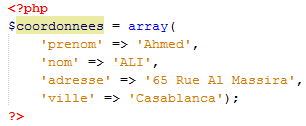 <?php
$coordonnees = array(
'prenom' => 'Ahmed',
'nom' => 'ALI',
'adresse' => '65 Rue Al Massira',
'ville' => 'Casablanca');
?>